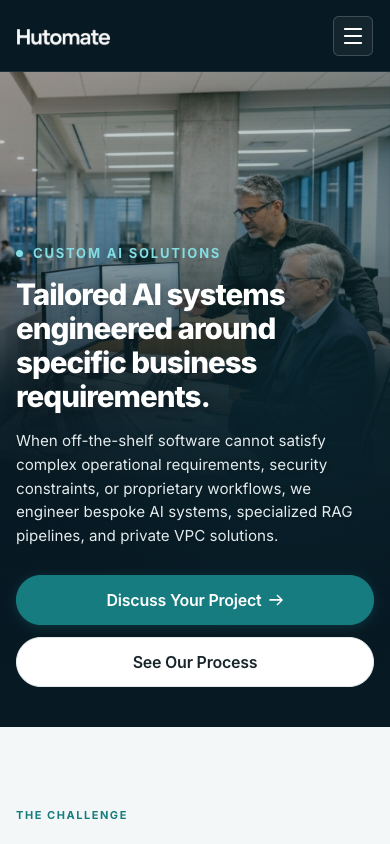 Hutomate
CUSTOM AI SOLUTIONS
Tailored AI systems
engineered around
specific business
requirements.
When off-the-shelf software cannot satisfy
complex operational requirements, security
constraints, or proprietary workflows, we
engineer bespoke AI systems, specialized RAG
pipelines, and private VPC solutions.
Discuss Your Project →
See Our Process
THE CHALLENGE